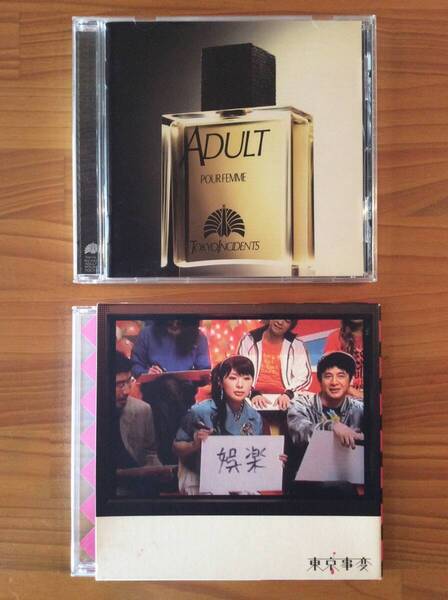 ADULT
POUR FEMME
TOKYO INCIDENTS
娯楽
東京事変